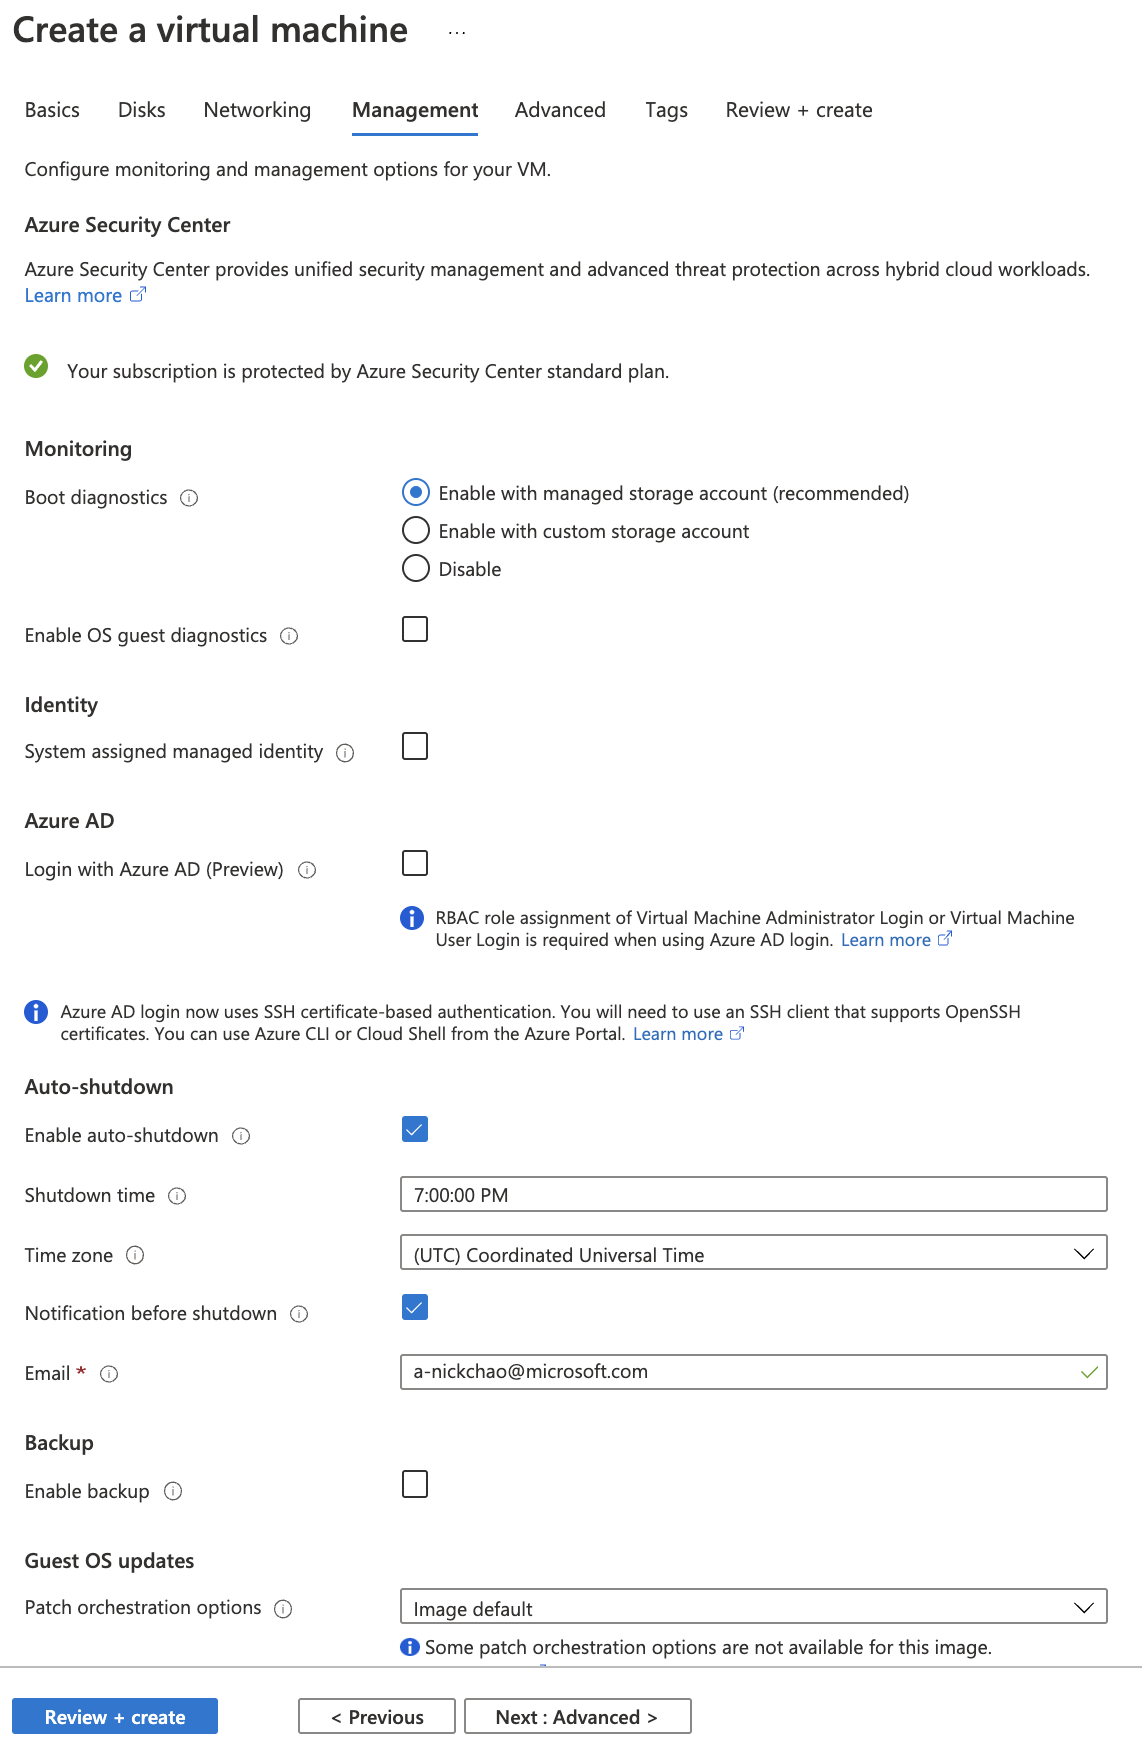 Create a virtual machine ...
Basics Disks Networking Management Advanced Tags Review + create
Configure monitoring and management options for your VM.
Azure Security Center
Azure Security Center provides unified security management and advanced threat protection across hybrid cloud workloads.
Learn more
Your subscription is protected by Azure Security Center standard plan.
Monitoring
Boot diagnostics
Enable with managed storage account (recommended)
Enable with custom storage account
Disable
Enable OS guest diagnostics
Identity
System assigned managed identity
Azure AD
Login with Azure AD (Preview)
RBAC role assignment of Virtual Machine Administrator Login or Virtual Machine
User Login is required when using Azure AD login. Learn more
Azure AD login now uses SSH certificate-based authentication. You will need to use an SSH client that supports OpenSSH
certificates. You can use Azure CLI or Cloud Shell from the Azure Portal. Learn more
Auto-shutdown
Enable auto-shutdown
Shutdown time 7:00:00 PM
Time zone (UTC) Coordinated Universal Time
Notification before shutdown
Email * a-nickchao@microsoft.com
Backup
Enable backup
Guest OS updates
Patch orchestration options Image default
Some patch orchestration options are not available for this image.
Review + create < Previous Next : Advanced >